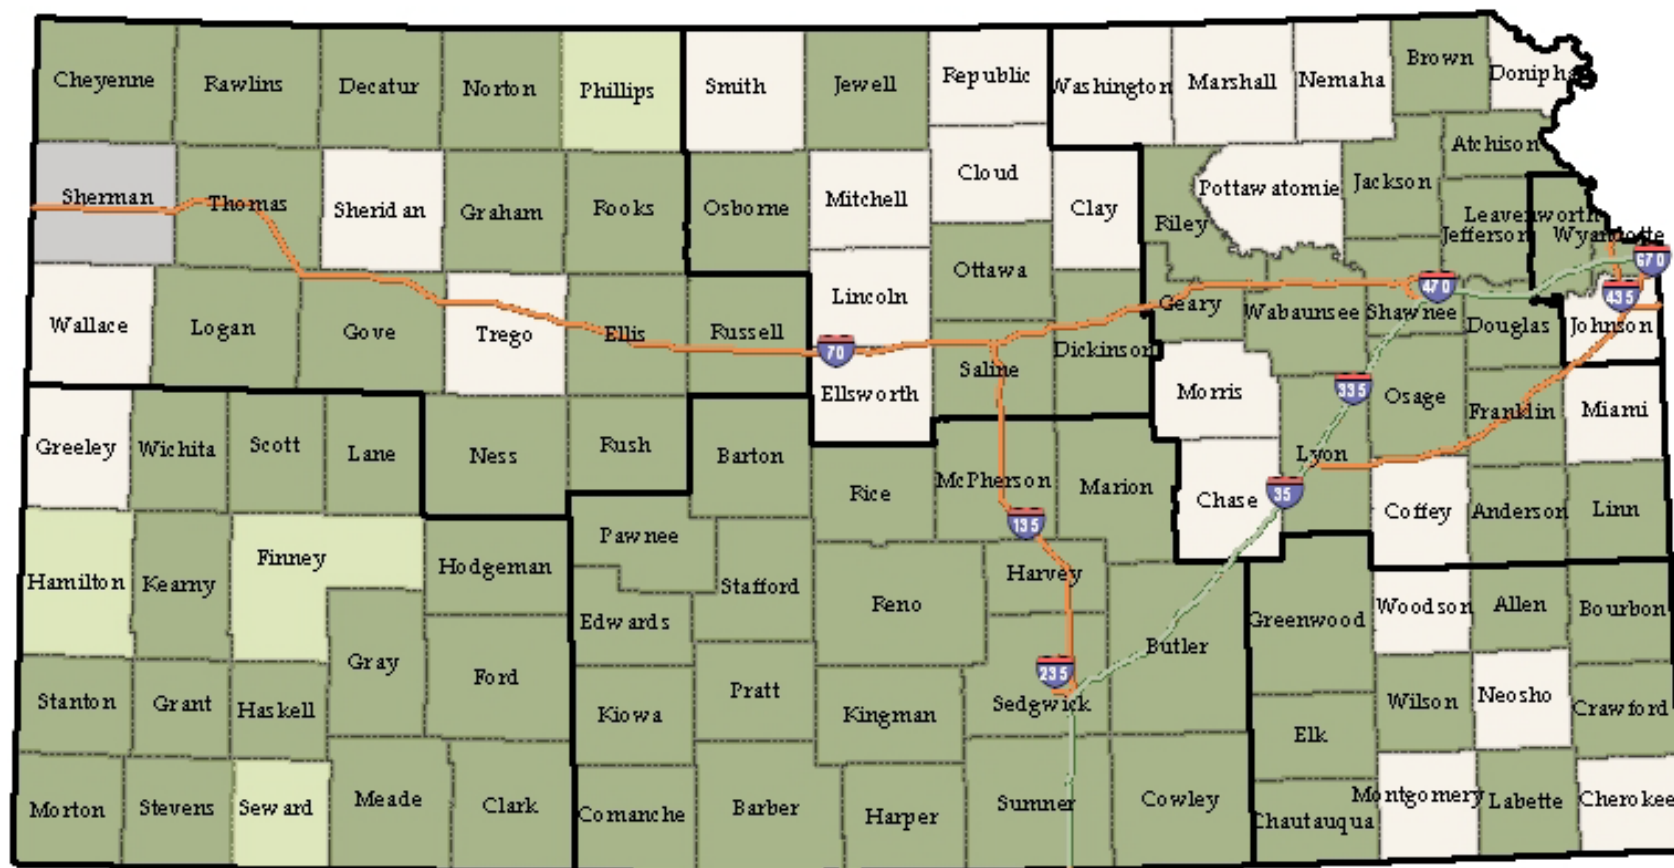 Cheyenne
Rawlins
Decatur
Norton
Phillips
Smith
Jewell
Republic
Washington
Marshall
Nemaha
Brown
Doniph
Atchison
Sherman
Thomas
Sheridan
Graham
Rooks
Osborne
Mitchell
Cloud
Clay
Riley
Pottawatomie
Jackson
Leavenworth
Jefferson
Wyandotte
670
Wallace
Logan
Gove
Trego
Ellis
Russell
Lincoln
Ottawa
Geary
Wabaunsee
470
Shawnee
Douglas
435
Johnson
70
Ellsworth
Saline
Dickinson
Morris
335
Osage
Franklin
Miami
Greeley
Wichita
Scott
Lane
Ness
Rush
Barton
Rice
McPherson
Marion
Chase
Lyon
35
Coffey
Anderson
Linn
135
Hamilton
Kearny
Finney
Hodgeman
Pawnee
Stafford
Edwards
Reno
Harvey
Butler
Greenwood
Woodson
Allen
Bourbon
Stanton
Grant
Haskell
Gray
Ford
Kiowa
Pratt
Kingman
235
Sedgwick
Elk
Wilson
Neosho
Crawford
Morton
Stevens
Seward
Meade
Clark
Comanche
Barber
Harper
Sumner
Cowley
Chautauqua
Montgomery
Labette
Cherokee